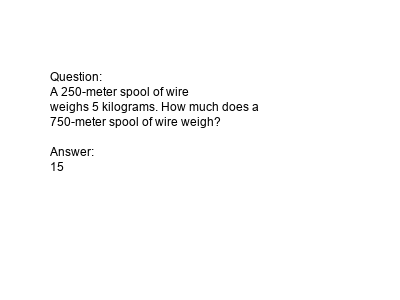 Question:
A 250-meter spool of wire
weighs 5 kilograms. How much does a
750-meter spool of wire weigh?
Answer:
15